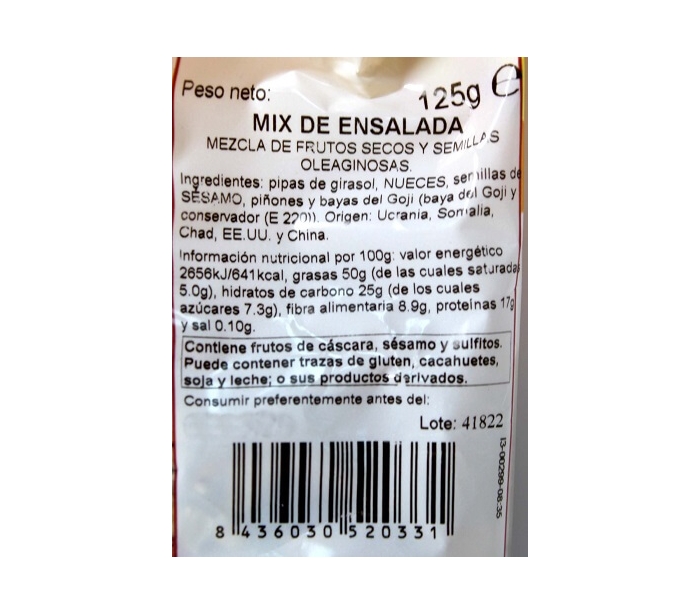 Peso neto: 125g ℮
MIX DE ENSALADA
MEZCLA DE FRUTOS SECOS Y SEMILLAS
OLEAGINOSAS.
Ingredientes: pipas de girasol, NUECES, semillas de
SÉSAMO, piñones y bayas del Goji (baya del Goji y
conservador (E 220)). Origen: Ucrania, Somalia,
Chad, EE.UU. y China.
Información nutricional por 100g: valor energético
2656kJ/641kcal, grasas 50g (de las cuales saturadas
5.0g), hidratos de carbono 25g (de los cuales
azúcares 7.3g), fibra alimentaria 8.9g, proteínas 17g
y sal 0.10g.
Contiene frutos de cáscara, sésamo y sulfitos.
Puede contener trazas de gluten, cacahuetes,
soja y leche; o sus productos derivados.
Consumir preferentemente antes del:
Lote: 41822
13-00299-08:35
8 436030 520331